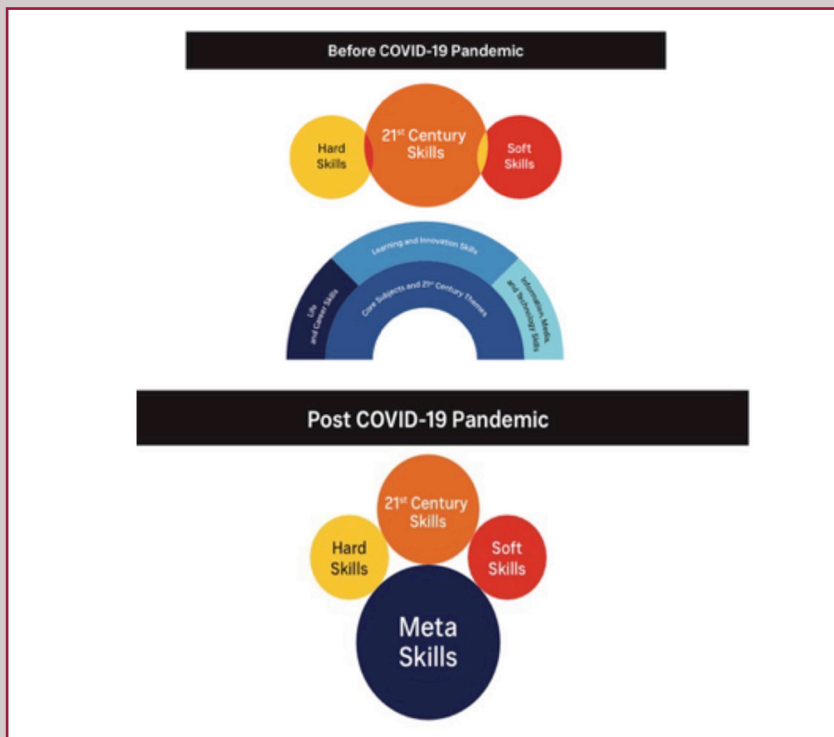 Before COVID-19 Pandemic
Hard
Skills
21st Century
Skills
Soft
Skills
Learning and Innovation Skills
Life
and Career Skills
Core Subjects and 21st Century Themes
Information, Media,
and Technology Skills
Post COVID-19 Pandemic
21st Century
Skills
Hard
Skills
Soft
Skills
Meta
Skills